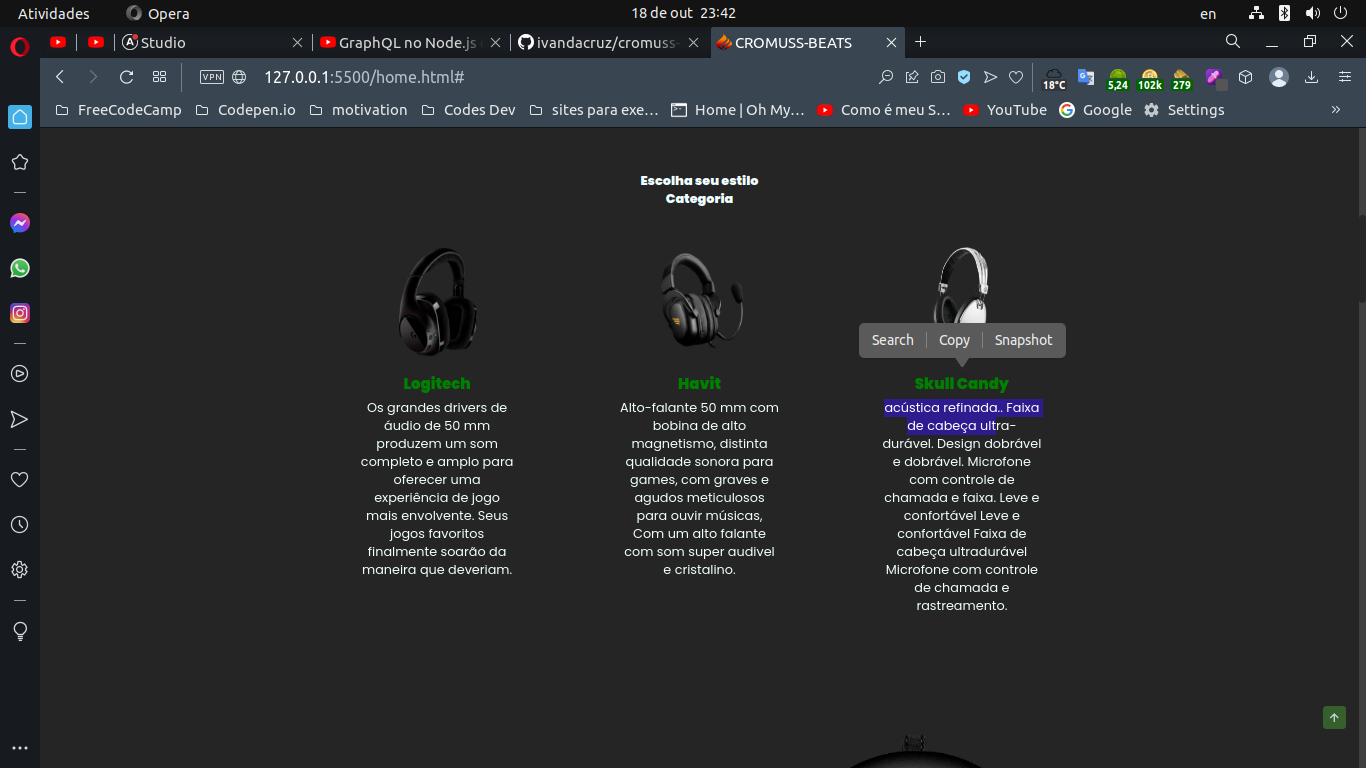 Atividades
Opera
18 de out 23:42
en
Studio
GraphQL no Node.js
ivandacruz/cromuss-
CROMUSS-BEATS
VPN
127.0.0.1:5500/home.html#
18°C
5,24
102k
279
FreeCodeCamp
Codepen.io
motivation
Codes Dev
sites para exe…
Home | Oh My…
Como é meu S…
YouTube
Google
Settings
»
Escolha seu estilo
Categoria
Logitech
Os grandes drivers de
áudio de 50 mm
produzem um som
completo e amplo para
oferecer uma
experiência de jogo
mais envolvente. Seus
jogos favoritos
finalmente soarão da
maneira que deveriam.
Havit
Alto-falante 50 mm com
bobina de alto
magnetismo, distinta
qualidade sonora para
games, com graves e
agudos meticulosos
para ouvir músicas,
Com um alto falante
com som super audivel
e cristalino.
Search
Copy
Snapshot
Skull Candy
acústica refinada.. Faixa
de cabeça ultra-
durável. Design dobrável
e dobrável. Microfone
com controle de
chamada e faixa. Leve e
confortável Leve e
confortável Faixa de
cabeça ultradurável
Microfone com controle
de chamada e
rastreamento.